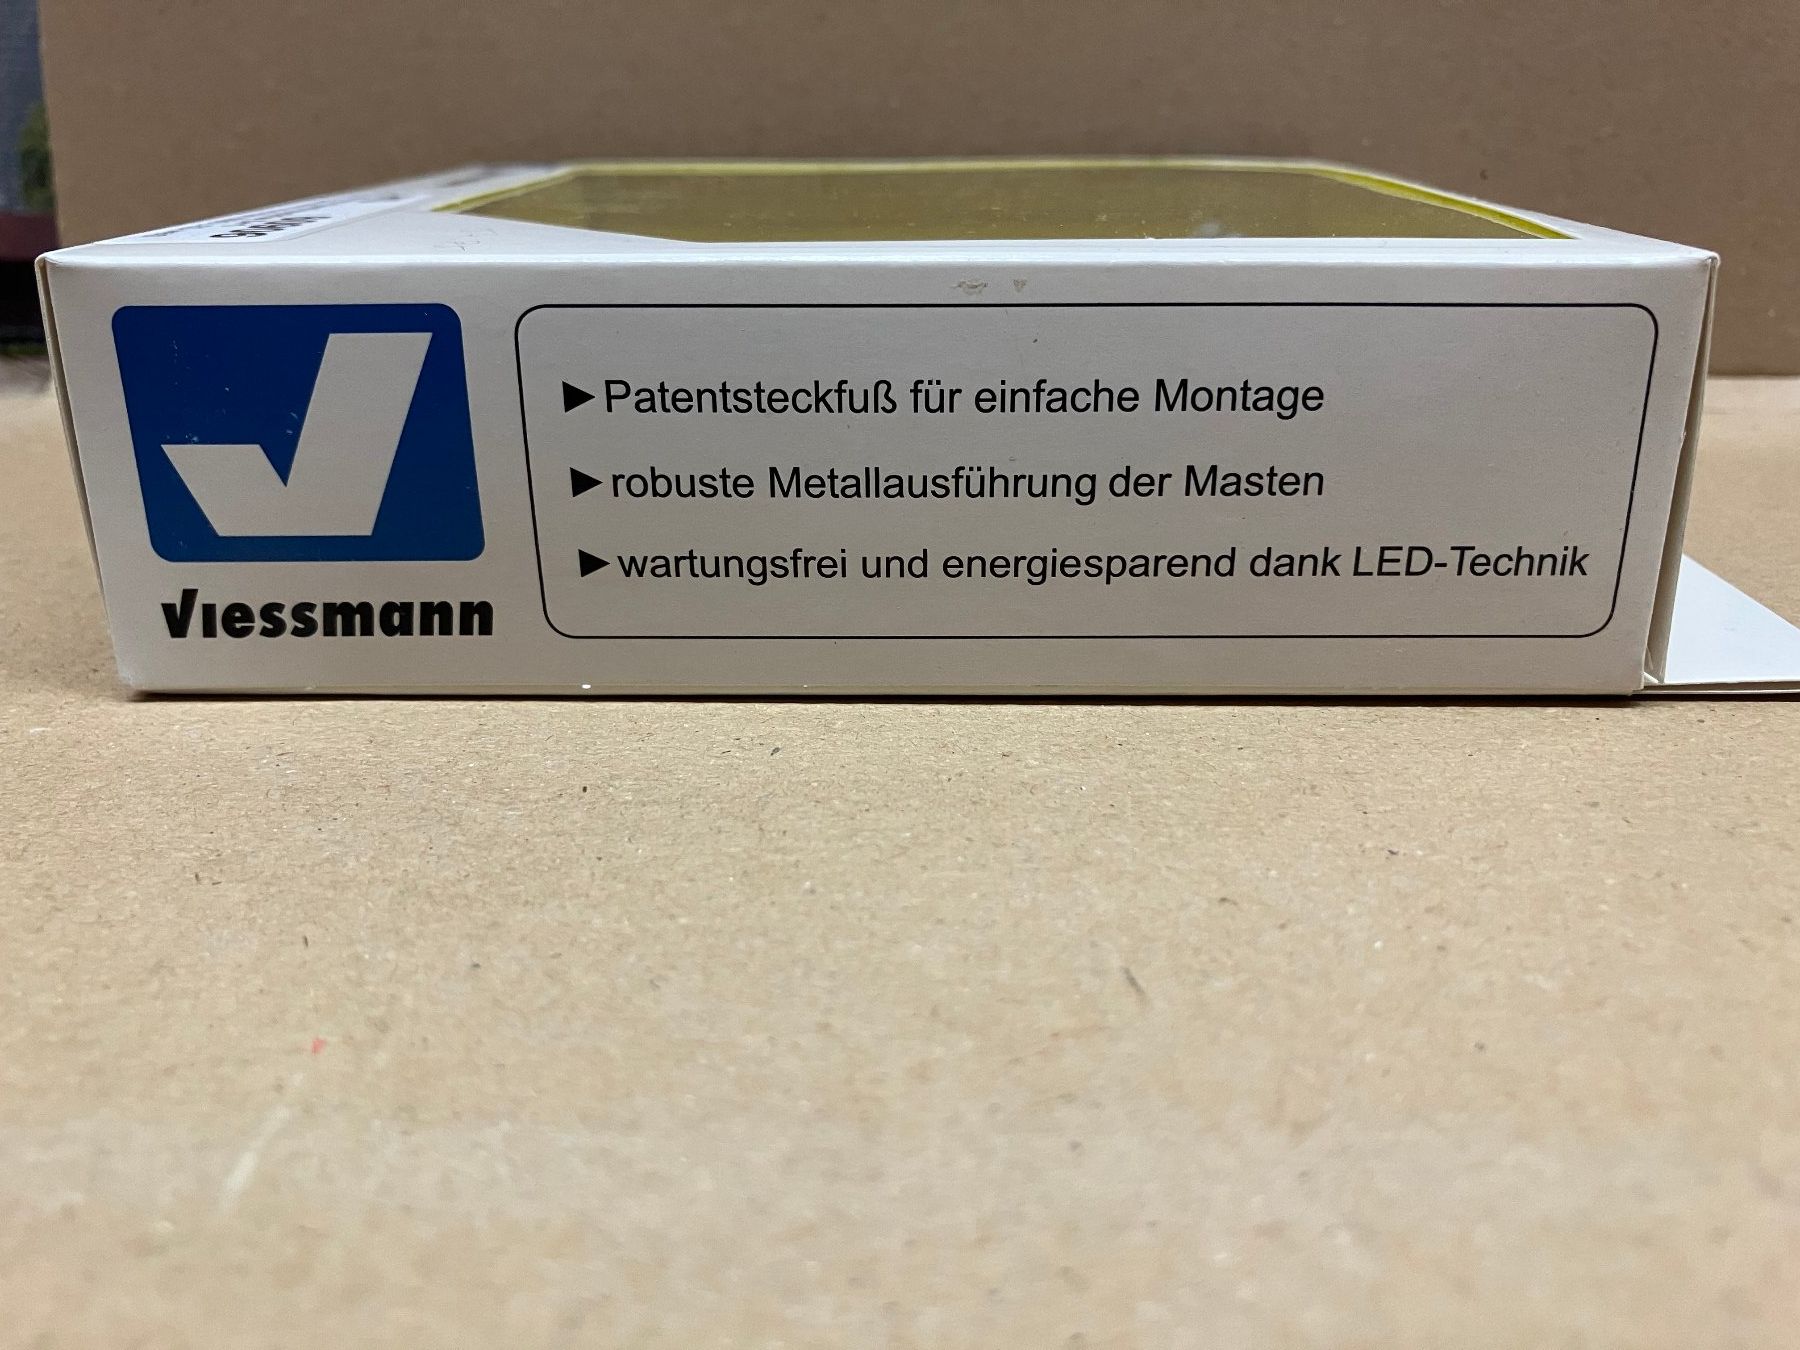 Viessmann
►Patentsteckfuß für einfache Montage
►robuste Metallausführung der Masten
►wartungsfrei und energiesparend dank LED-Technik